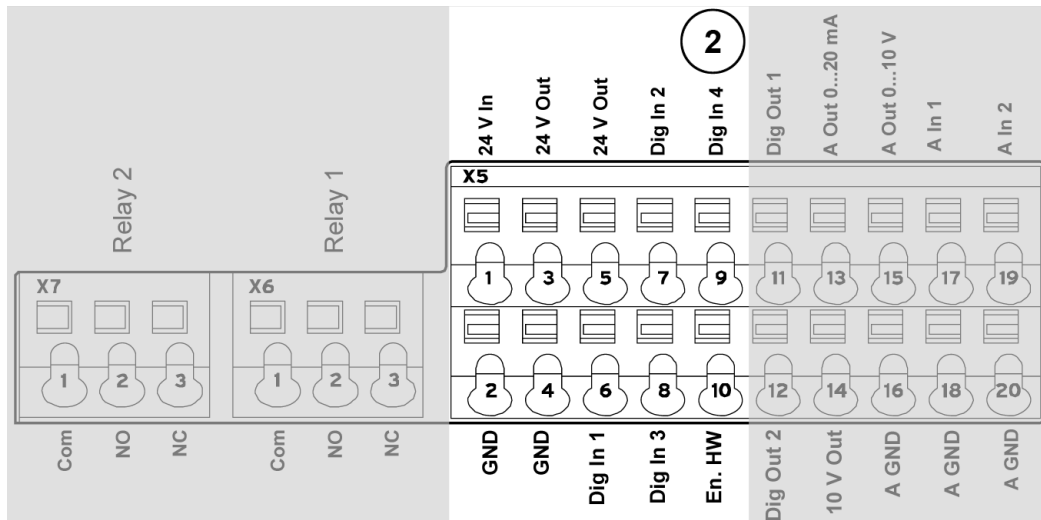 2
24 V In
24 V Out
24 V Out
Dig In 2
Dig In 4
Dig Out 1
A Out 0...20 mA
A Out 0...10 V
A In 1
A In 2
Relay 2
Relay 1
X5
1 3 5 7 9 11 13 15 17 19
X7
X6
1 2 3
1 2 3
2 4 6 8 10 12 14 16 18 20
Com
NO
NC
Com
NO
NC
GND
GND
Dig In 1
Dig In 3
En. HW
Dig Out 2
10 V Out
A GND
A GND
A GND